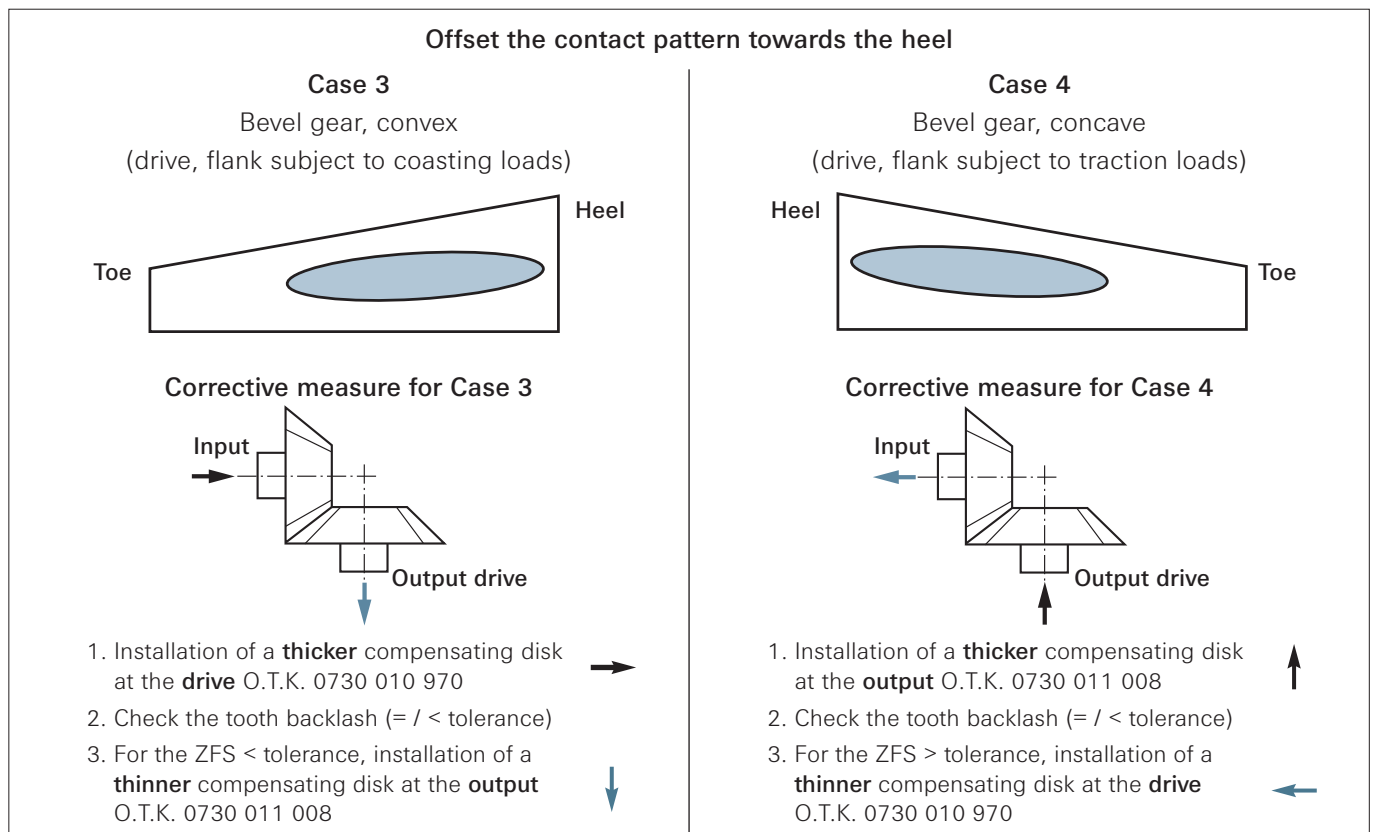 Offset the contact pattern towards the heel
Case 3
Bevel gear, convex
(drive, flank subject to coasting loads)
Heel
Toe
Corrective measure for Case 3
Input
Output drive
1. Installation of a thicker compensating disk
at the drive O.T.K. 0730 010 970
2. Check the tooth backlash (= / < tolerance)
3. For the ZFS < tolerance, installation of a
thinner compensating disk at the output
O.T.K. 0730 011 008
Case 4
Bevel gear, concave
(drive, flank subject to traction loads)
Heel
Toe
Corrective measure for Case 4
Input
Output drive
1. Installation of a thicker compensating disk
at the output O.T.K. 0730 011 008
2. Check the tooth backlash (= / < tolerance)
3. For the ZFS > tolerance, installation of a
thinner compensating disk at the drive
O.T.K. 0730 010 970